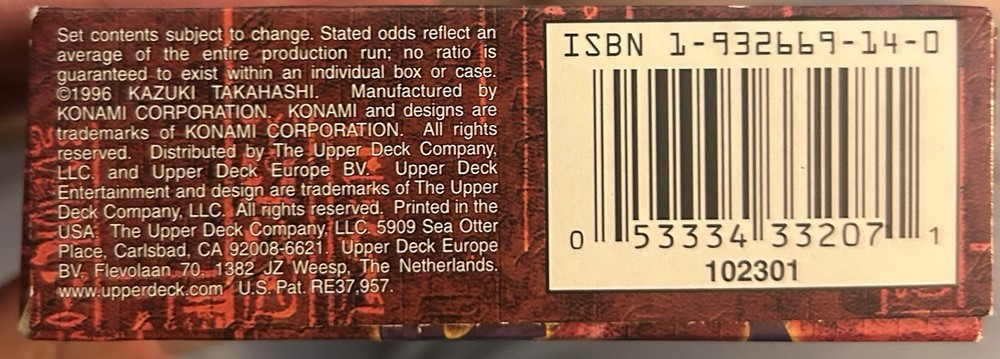 Set contents subject to change. Stated odds reflect an
average of the entire production run; no ratio is
guaranteed to exist within an individual box or case.
©1996 KAZUKI TAKAHASHI. Manufactured by
KONAMI CORPORATION. KONAMI and designs are
trademarks of KONAMI CORPORATION. All rights
reserved. Distributed by The Upper Deck Company,
LLC. and Upper Deck Europe BV. Upper Deck
Entertainment and design are trademarks of The Upper
Deck Company, LLC. All rights reserved. Printed in the
USA. The Upper Deck Company, LLC, 5909 Sea Otter
Place, Carlsbad, CA 92008-6621. Upper Deck Europe
BV, Flevolaan 70, 1382 JZ Weesp, The Netherlands.
www.upperdeck.com U.S. Pat. RE37,957.
ISBN 1-932669-14-0
0 53334 33207 1
102301